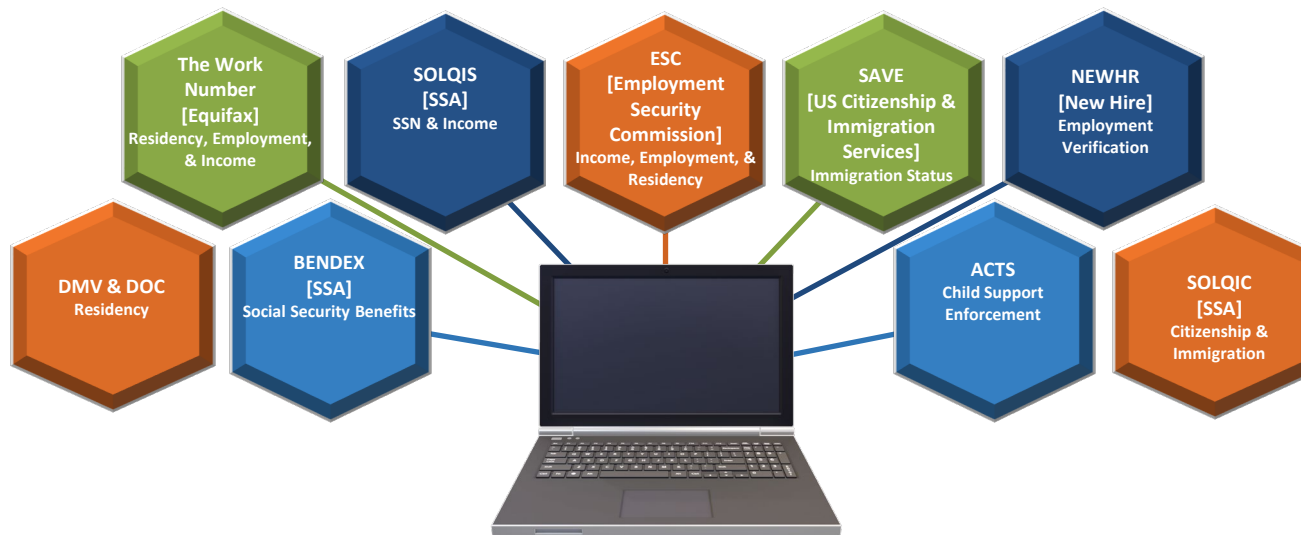 The Work
Number
[Equifax]
Residency, Employment,
& Income
SOLQIS
[SSA]
SSN & Income
ESC
[Employment
Security
Commission]
Income, Employment, &
Residency
SAVE
[US Citizenship &
Immigration
Services]
Immigration Status
NEWHR
[New Hire]
Employment
Verification
DMV & DOC
Residency
BENDEX
[SSA]
Social Security Benefits
ACTS
Child Support
Enforcement
SOLQIC
[SSA]
Citizenship &
Immigration